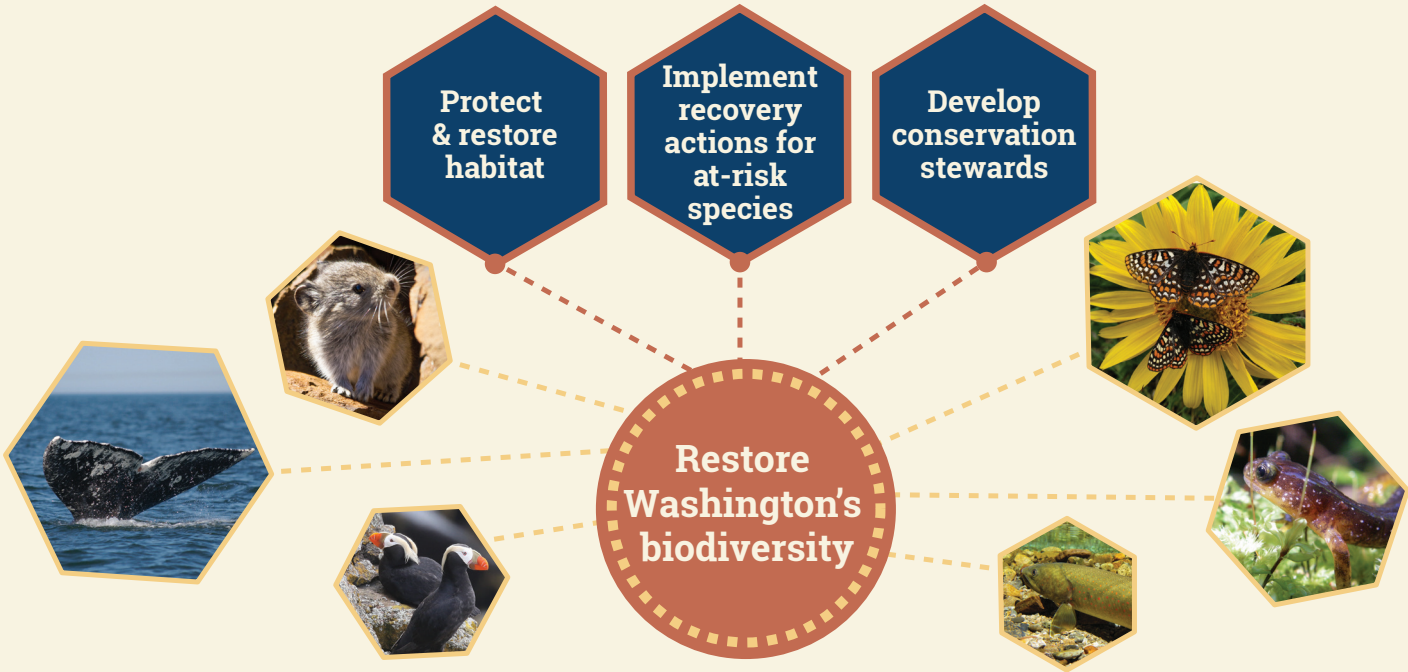 Protect
& restore
habitat
Implement
recovery
actions for
at-risk
species
Develop
conservation
stewards
Restore
Washington’s
biodiversity